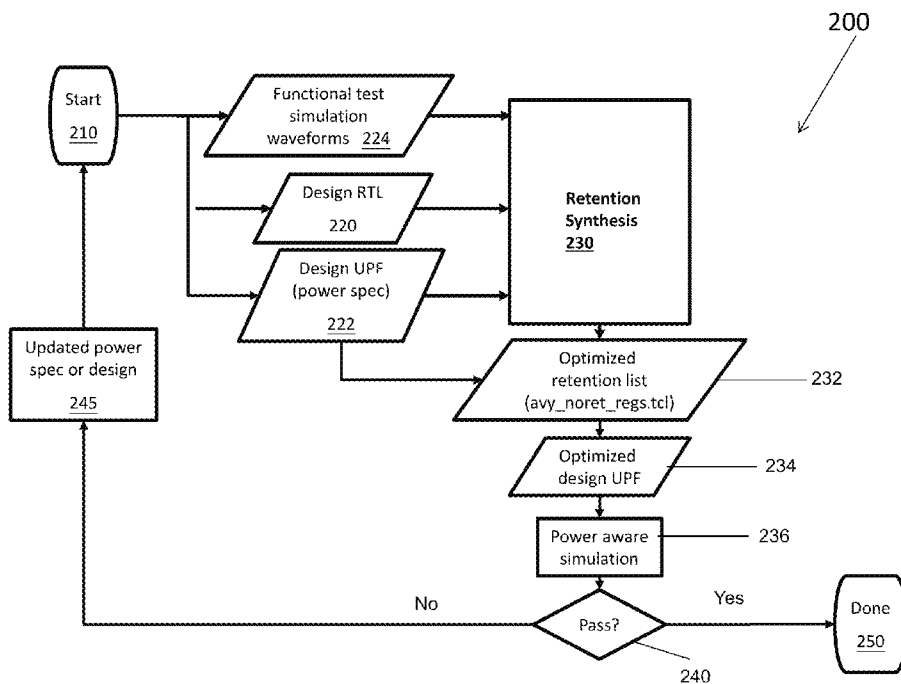 200
Start
210
Functional test
simulation
waveforms 224
Design RTL
220
Design UPF
(power spec)
222
Retention
Synthesis
230
Updated power
spec or design
245
Optimized
retention list
(avy_noret_regs.tcl)
232
Optimized
design UPF
234
Power aware
simulation
236
No
Pass?
Yes
240
Done
250